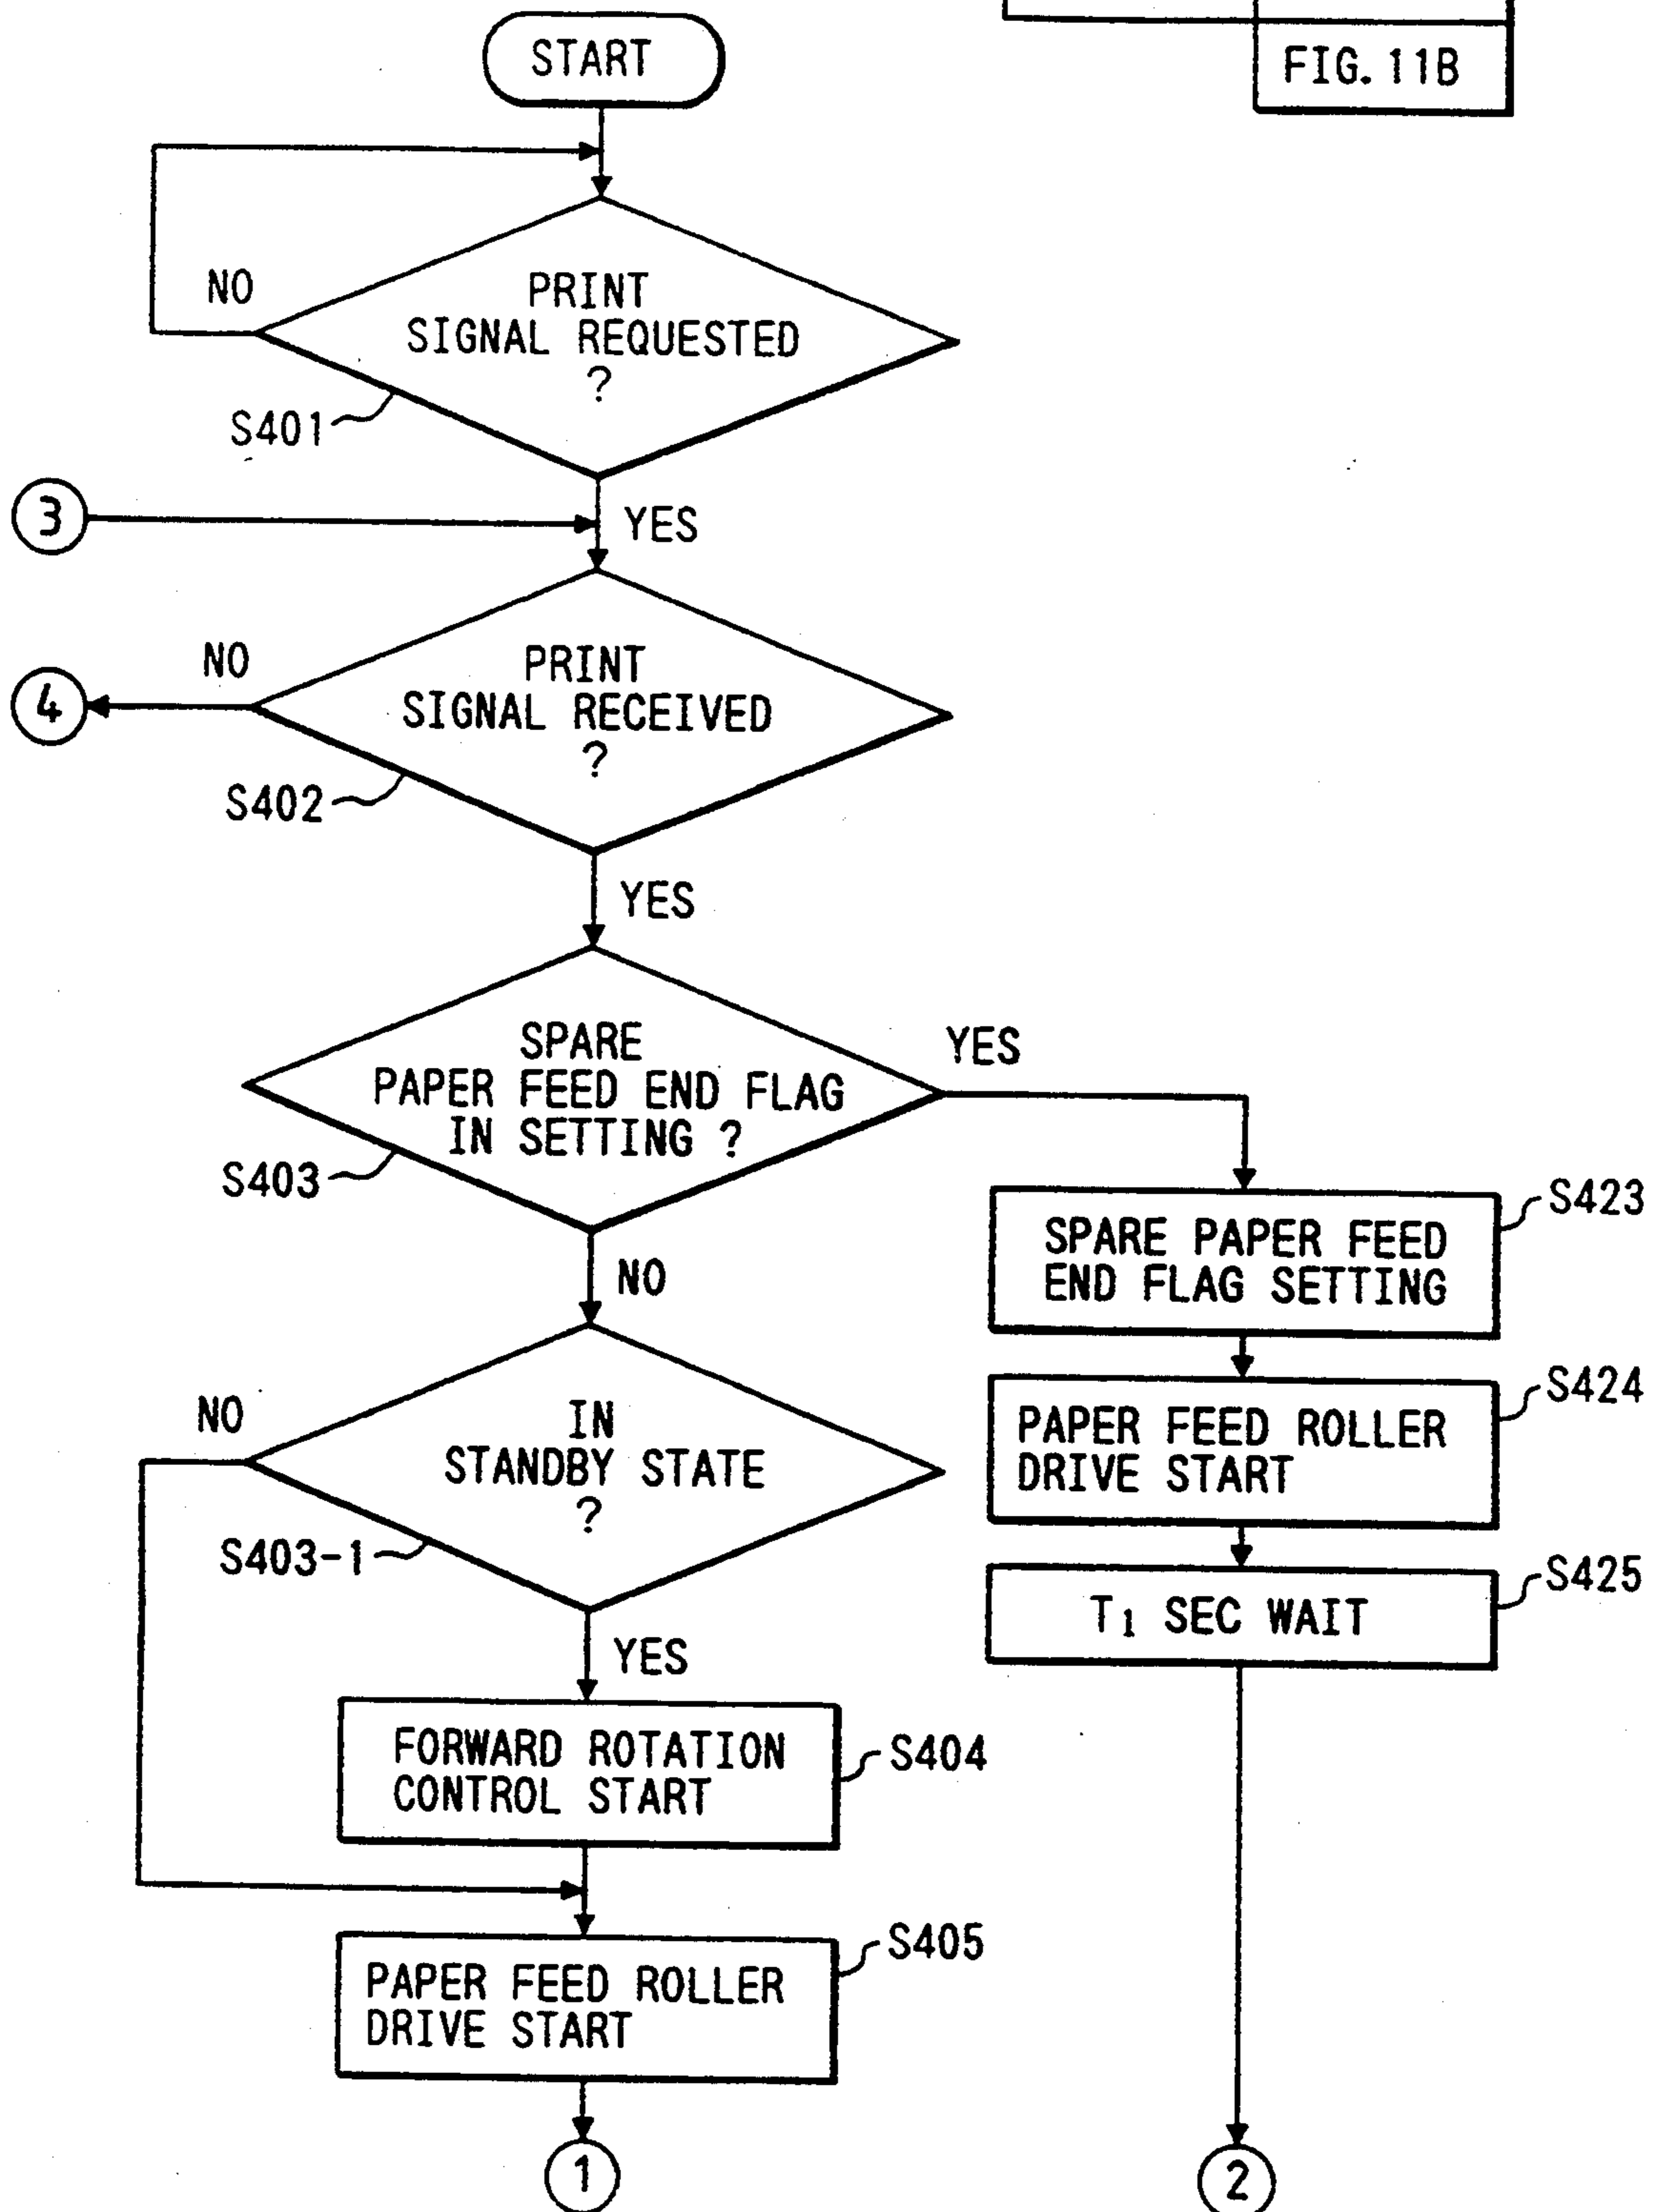 FIG. 11B
START
NO
PRINT
SIGNAL REQUESTED
?
S401
3
YES
NO
PRINT
SIGNAL RECEIVED
?
4
S402
YES
SPARE
PAPER FEED END FLAG
IN SETTING ?
YES
S403
NO
S423
SPARE PAPER FEED
END FLAG SETTING
S424
PAPER FEED ROLLER
DRIVE START
S425
T1 SEC WAIT
NO
IN
STANDBY STATE
?
S403-1
YES
FORWARD ROTATION
CONTROL START
S404
PAPER FEED ROLLER
DRIVE START
S405
1
2